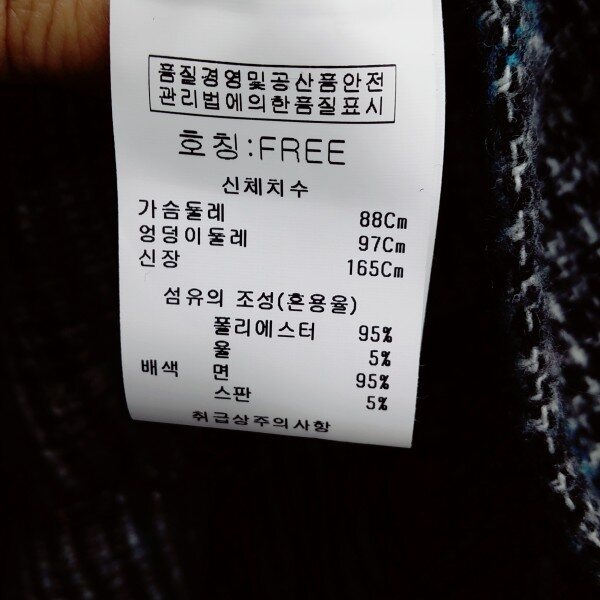 품질경영및공산품안전
관리법에의한품질표시
호칭:FREE
신체치수
가슴둘레 88Cm
엉덩이둘레 97Cm
신장 165Cm
섬유의 조성(혼용율)
폴리에스터 95%
울 5%
배색 면 95%
스판 5%
취급상주의사항